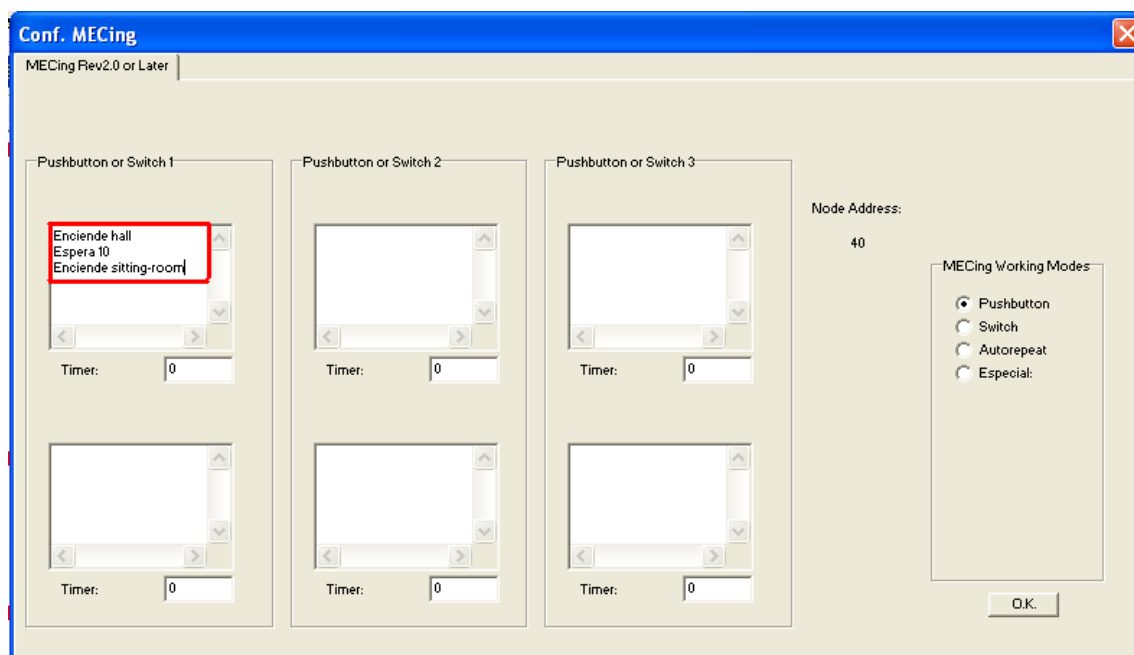 Conf. MECing
MECing Rev2.0 or Later
Pushbutton or Switch 1
Enciende hall
Espera 10
Enciende sitting-room
Timer: 0
Timer: 0
Pushbutton or Switch 2
Timer: 0
Timer: 0
Pushbutton or Switch 3
Timer: 0
Timer: 0
Node Address:
40
MECing Working Modes
Pushbutton
Switch
Autorepeat
Especial:
O.K.